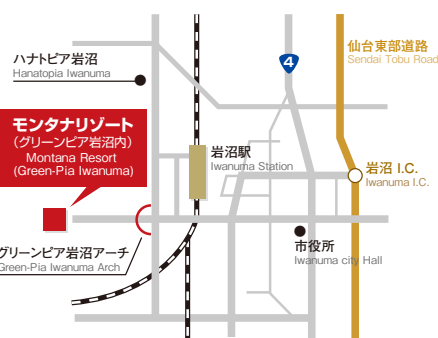 仙台東部道路
Sendai Tobu Road
ハナトピア岩沼
Hanatopia Iwanuma
4
モンタナリゾート
(グリーンピア岩沼内)
Montana Resort
(Green-Pia Iwanuma)
岩沼駅
Iwanuma Station
岩沼 I.C.
Iwanuma I.C.
グリーンピア岩沼アーチ
Green-Pia Iwanuma Arch
市役所
Iwanuma city Hall